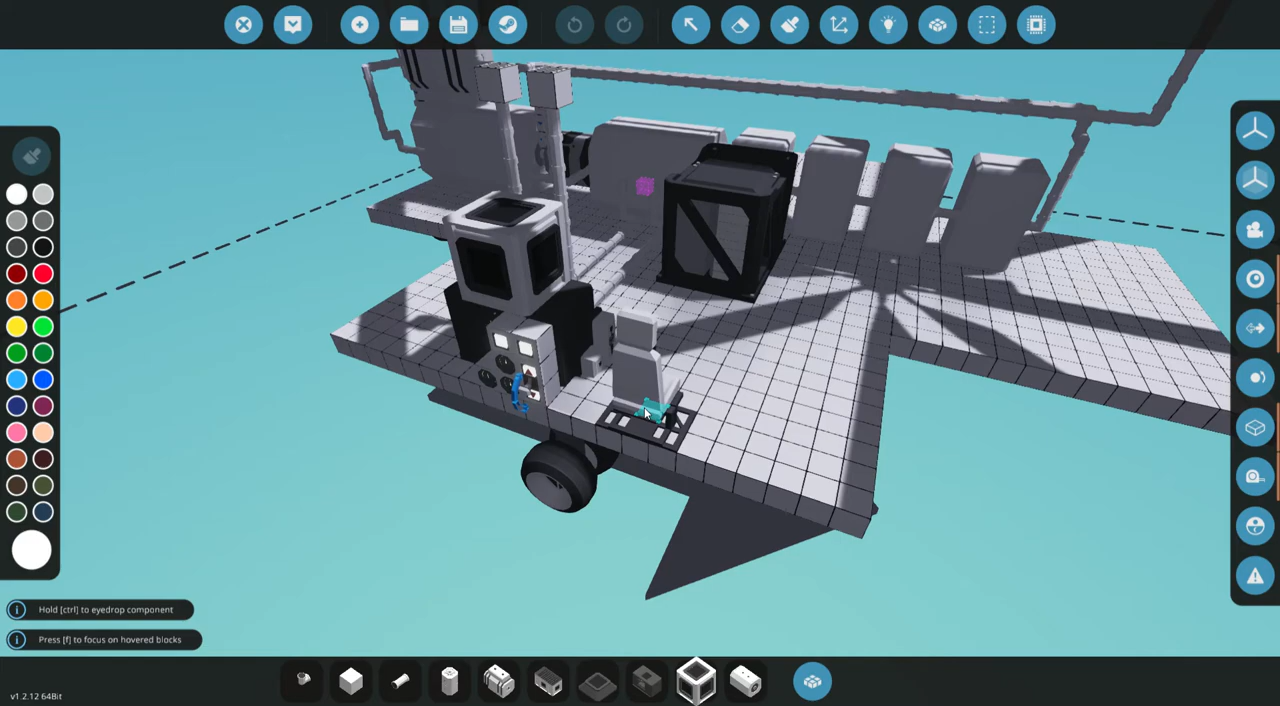 Hold [ctrl] to eyedrop component
Press [f] to focus on hovered blocks
v1.2.12 64Bit